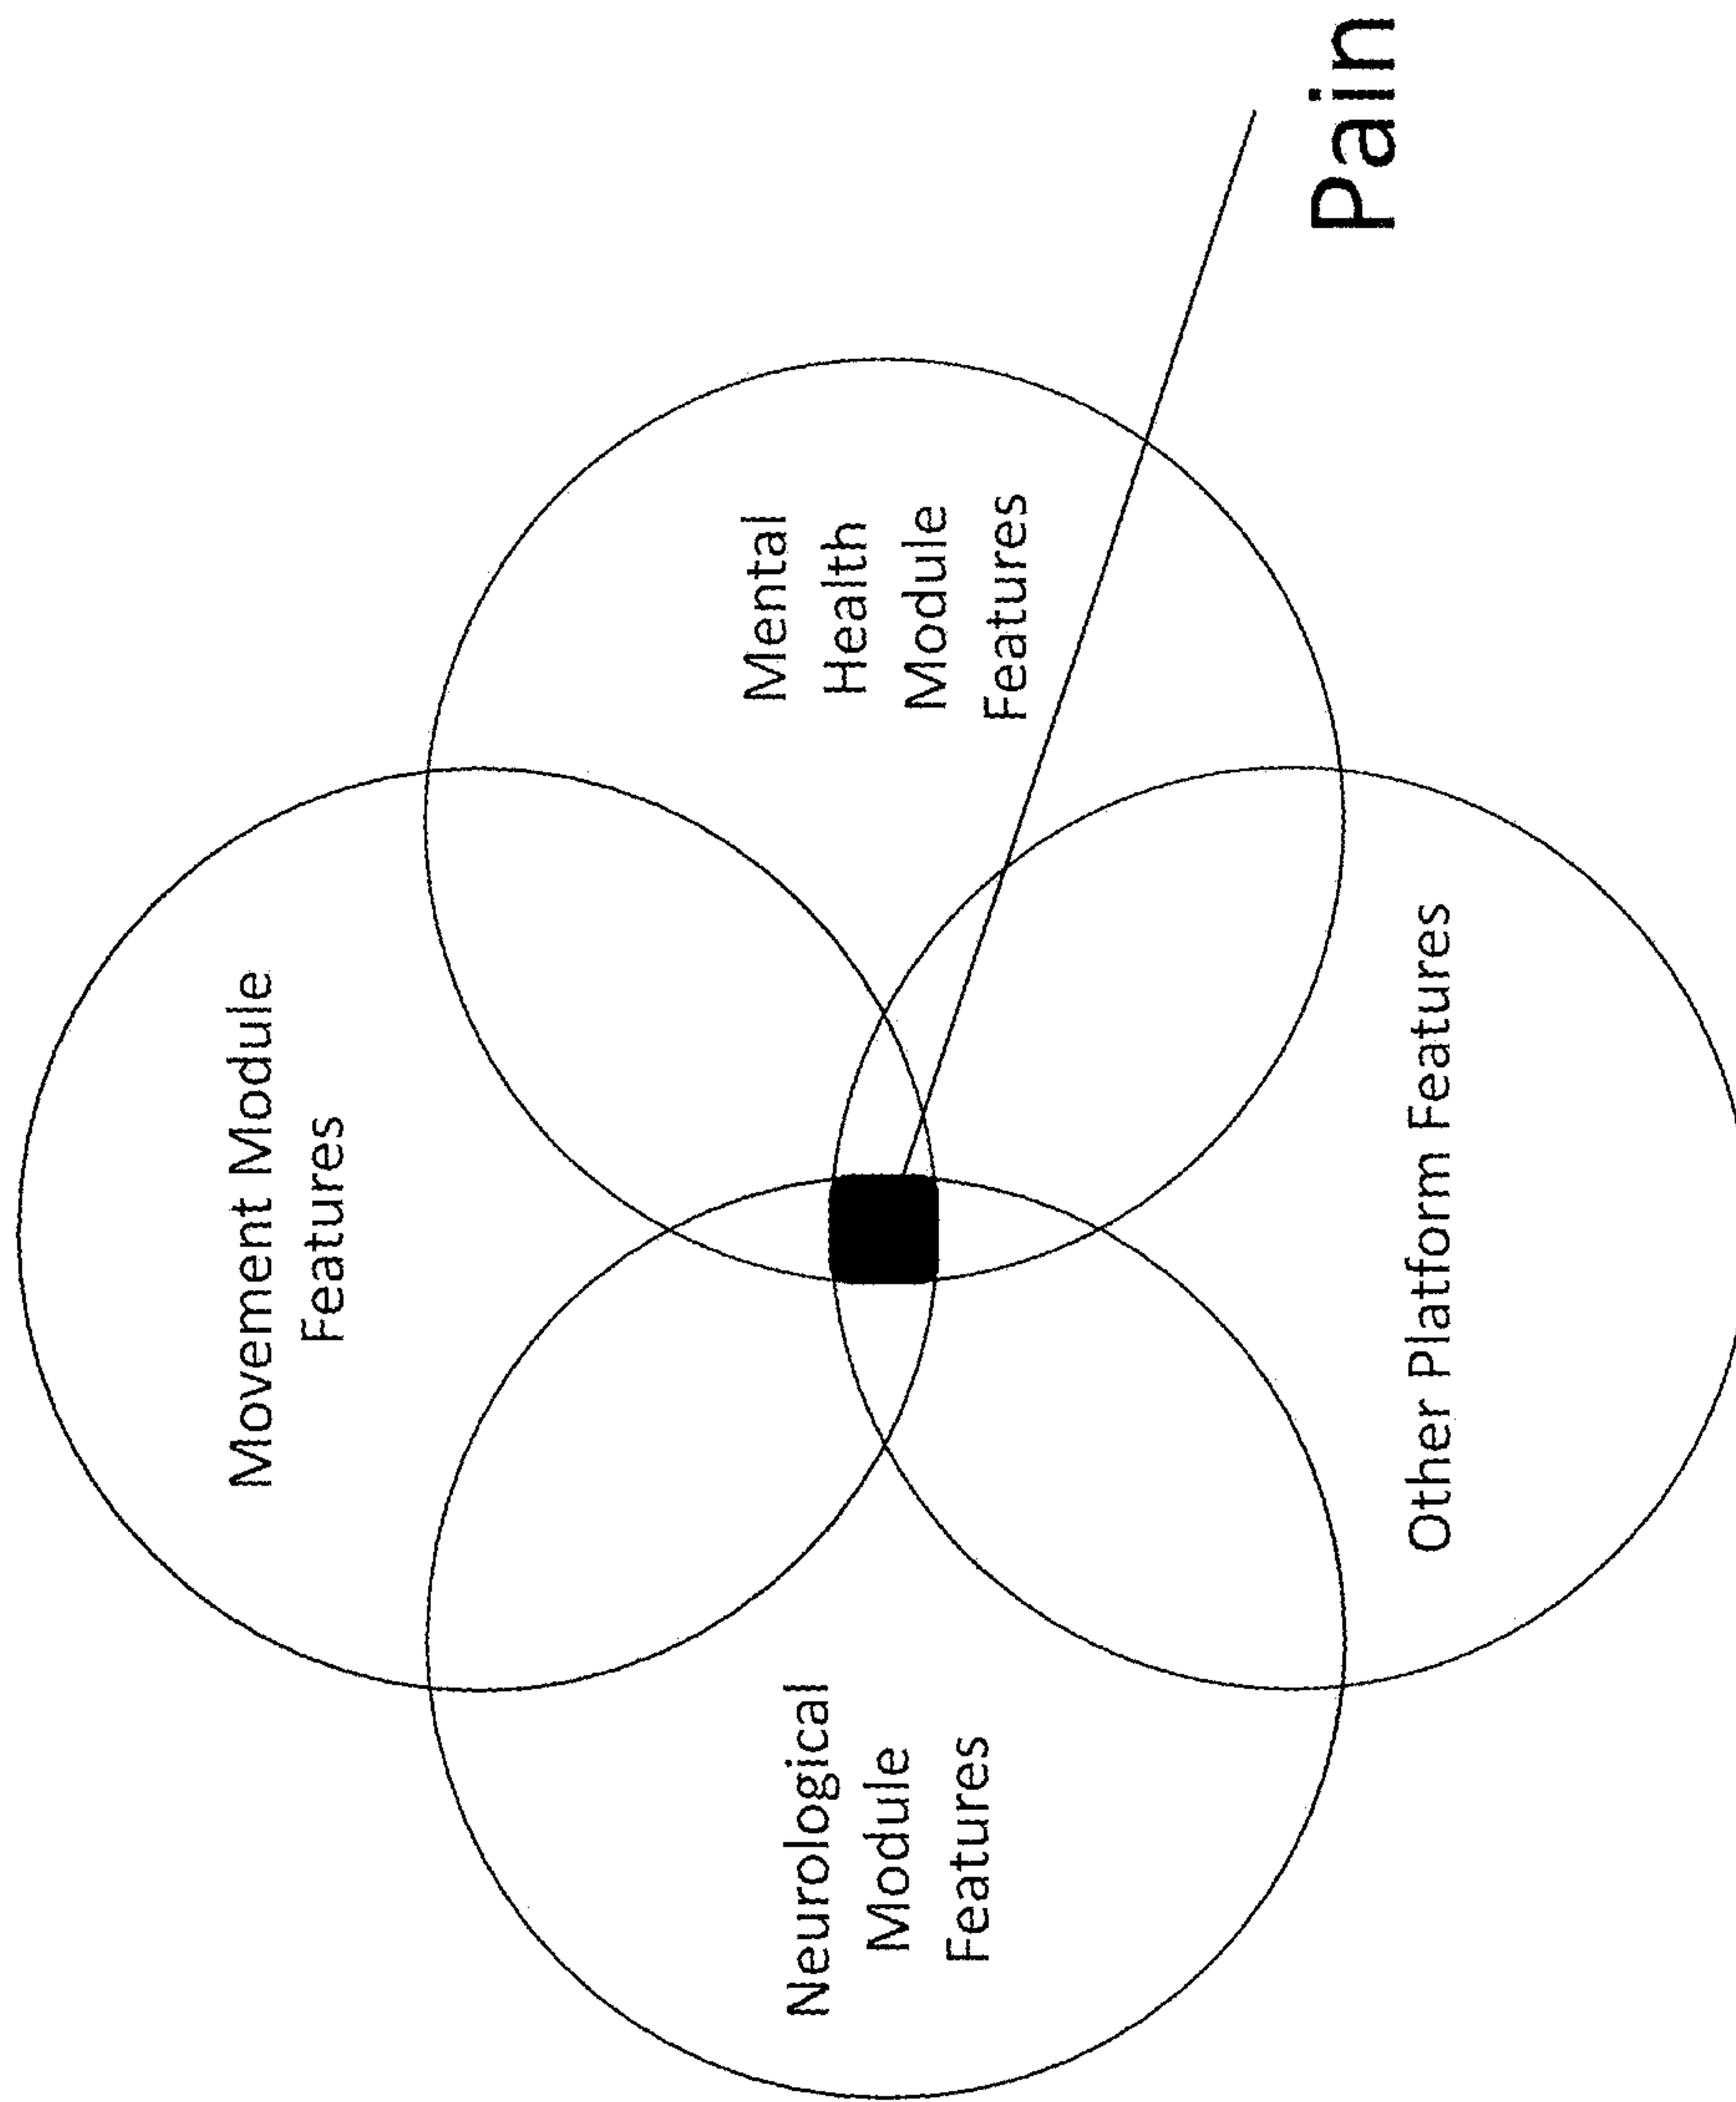 Movement Module
Features
Neurological
Module
Features
Mental
Health
Module
Features
Other Platform Features
Pain